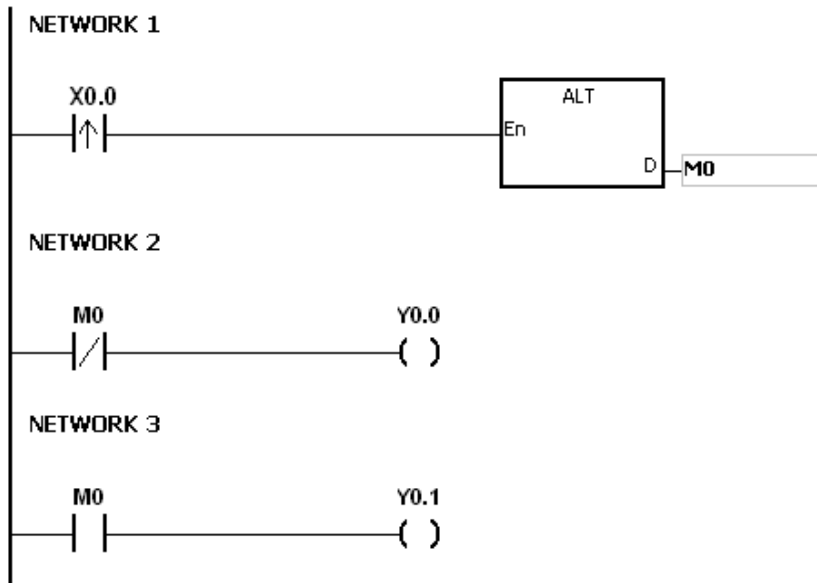 NETWORK 1
X0.0
ALT
En
D
M0
NETWORK 2
M0 Y0.0
NETWORK 3
M0 Y0.1